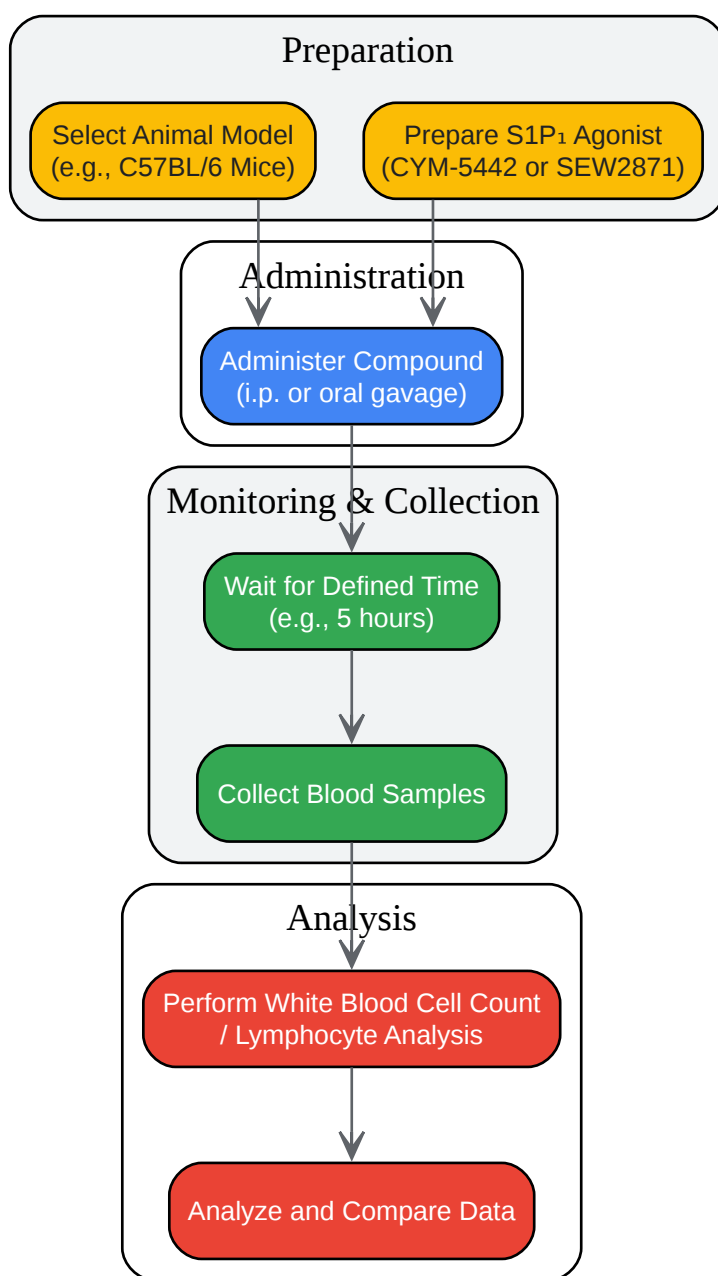 Preparation
Select Animal Model
(e.g., C57BL/6 Mice)
Prepare S1P₁ Agonist
(CYM-5442 or SEW2871)
Administration
Administer Compound
(i.p. or oral gavage)
Monitoring & Collection
Wait for Defined Time
(e.g., 5 hours)
Collect Blood Samples
Analysis
Perform White Blood Cell Count
/ Lymphocyte Analysis
Analyze and Compare Data